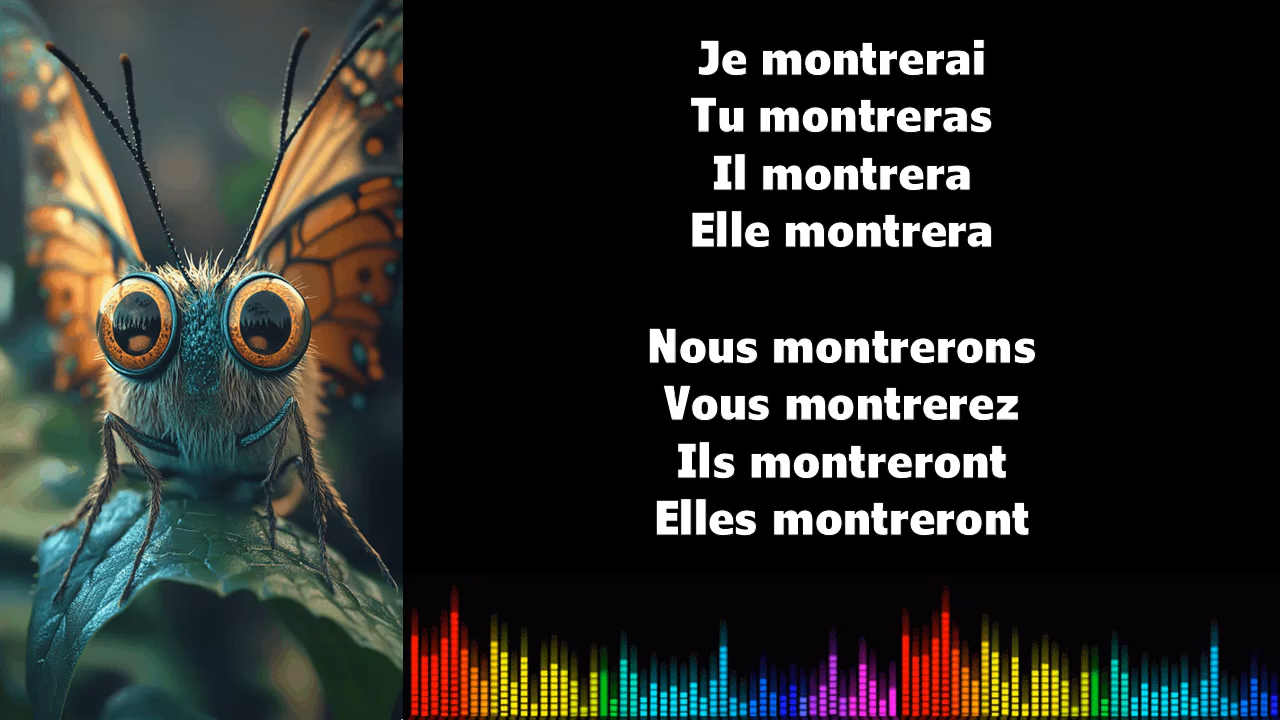 Je montrerai
Tu montreras
Il montrera
Elle montrera
Nous montrerons
Vous montrerez
Ils montreront
Elles montreront